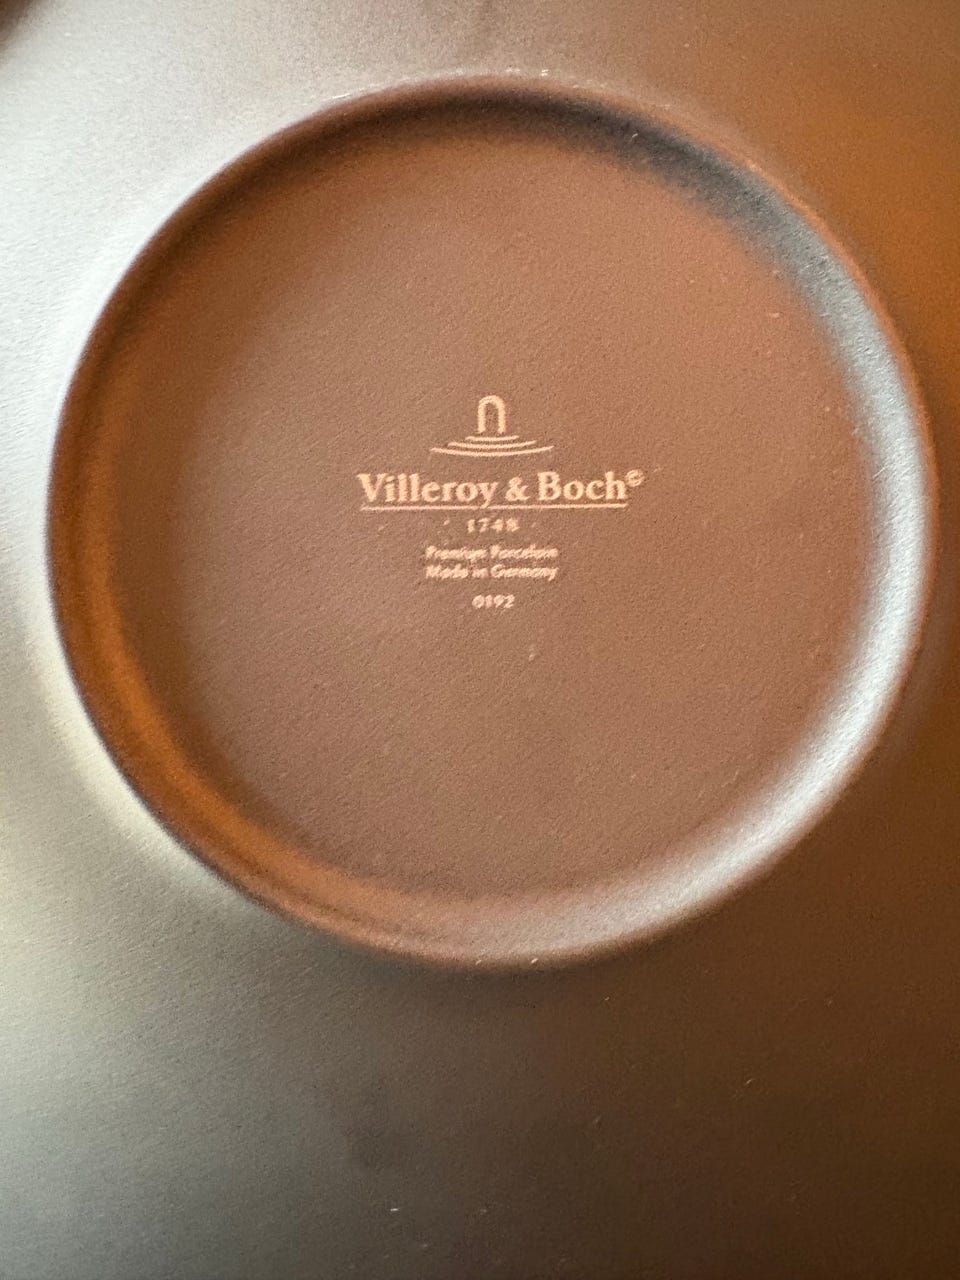 Villeroy & Boch©
1748
Premium Porcelain
Made in Germany
0192